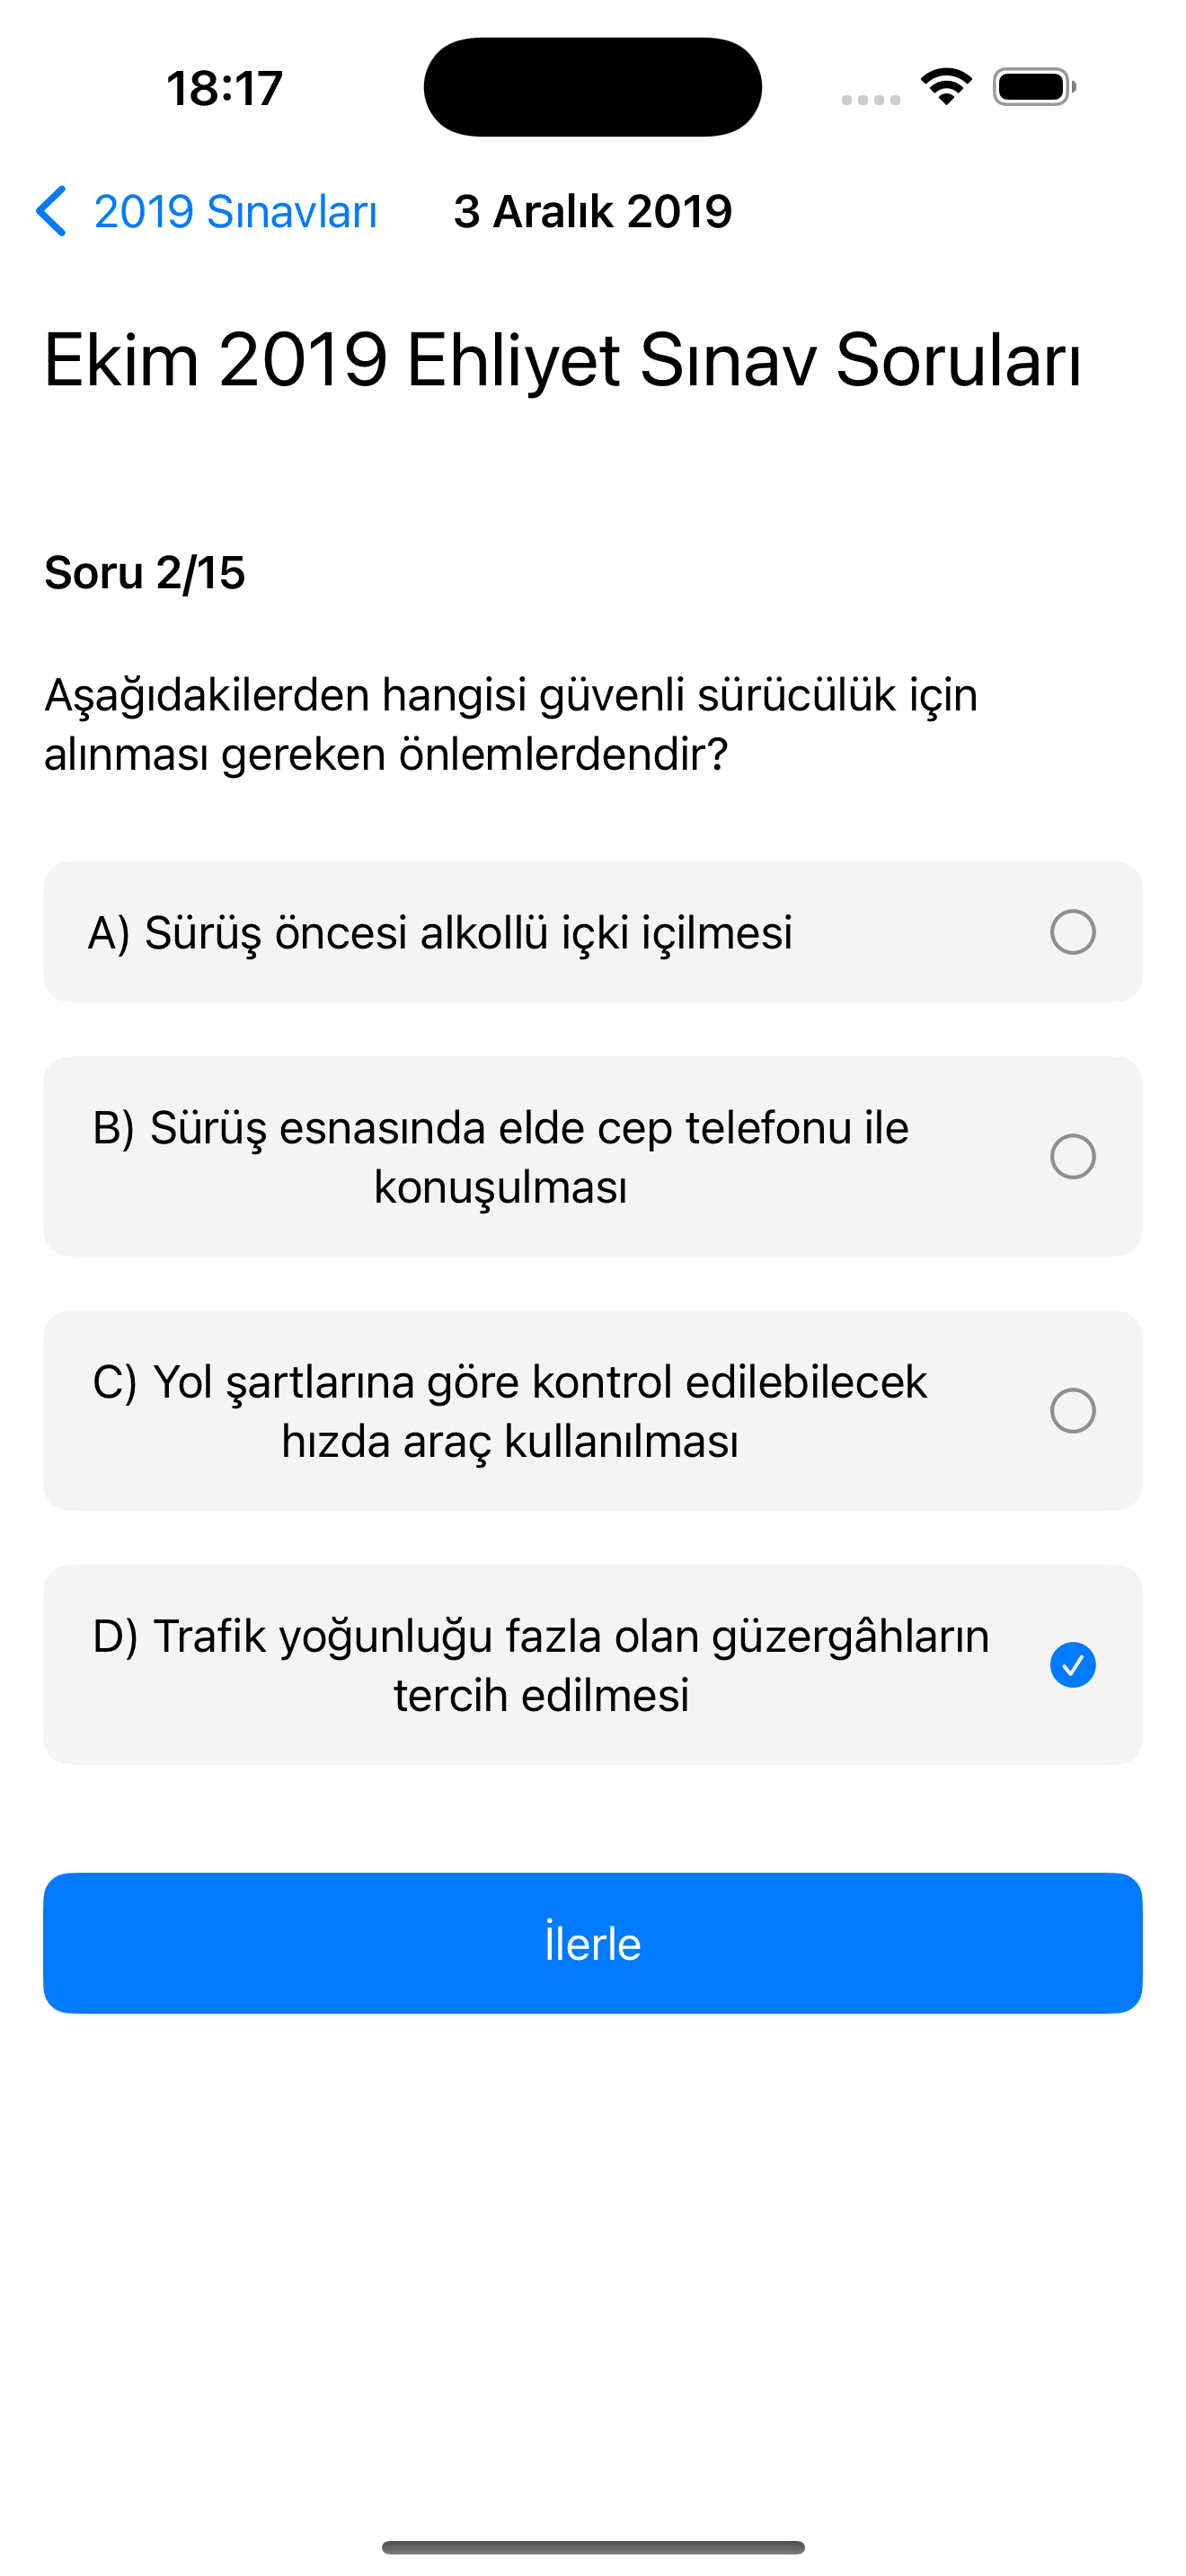 18:17
2019 Sınavları
3 Aralık 2019
Ekim 2019 Ehliyet Sınav Soruları
Soru 2/15
Aşağıdakilerden hangisi güvenli sürücülük için
alınması gereken önlemlerdendir?
A) Sürüş öncesi alkollü içki içilmesi
B) Sürüş esnasında elde cep telefonu ile
konuşulması
C) Yol şartlarına göre kontrol edilebilecek
hızda araç kullanılması
D) Trafik yoğunluğu fazla olan güzergâhların
tercih edilmesi
İlerle